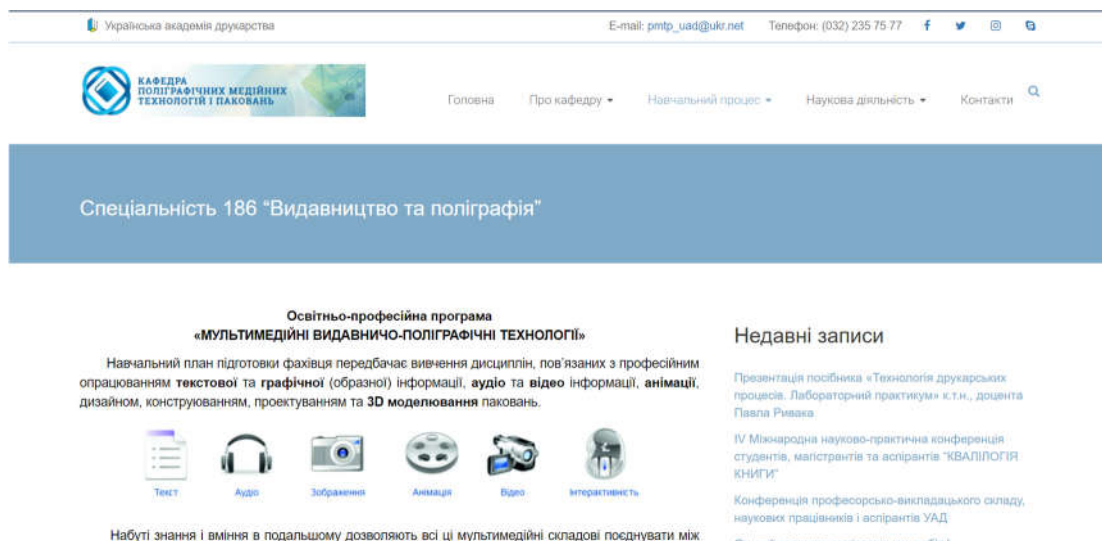 Українська академія друкарства
E-mail: pmtp_uad@ukr.net Телефон: (032) 235 75 77
КАФЕДРА
ПОЛІГРАФІЧНИХ МЕДІЙНИХ
ТЕХНОЛОГІЙ І ПАКОВАНЬ
Головна Про кафедру Навчальний процес Наукова діяльність Контакти
Спеціальність 186 "Видавництво та поліграфія"
Освітньо-професійна програма
«МУЛЬТИМЕДІЙНІ ВИДАВНИЧО-ПОЛІГРАФІЧНІ ТЕХНОЛОГІЇ»
Навчальний план підготовки фахівця передбачає вивчення дисциплін, пов'язаних з професійним
опрацюванням текстової та графічної (образної) інформації, аудіо та відео інформації, анімації,
дизайном, конструюванням, проектуванням та 3D моделювання паковань.
Текст Аудіо Зображення Анімація Відео Інтерактивність
Набуті знання і вміння в подальшому дозволяють всі ці мультимедійні складові поєднувати між
Недавні записи
Презентація посібника «Технологія друкарських
процесів. Лабораторний практикум» к.т.н., доцента
Павла Ривака
IV Міжнародна науково-практична конференція
студентів, магістрантів та аспірантів "КВАЛІЛОГІЯ
КНИГИ"
Конференція професорсько-викладацького складу,
наукових працівників і аспірантів УАД